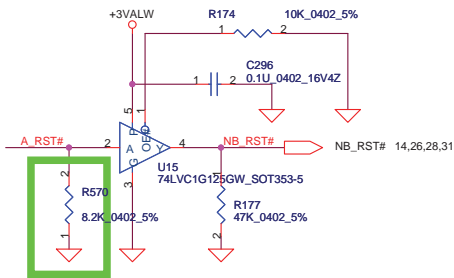 +3VALW
R174
10K_0402_5%
1
2
C296
1
2
0.1U_0402_16V4Z
5
1
P
OE#
A_RST#
2
A
Y
4
NB_RST#
NB_RST# 14,26,28,31
G
U15
74LVC1G125GW_SOT353-5
3
2
R570
8.2K_0402_5%
1
1
R177
47K_0402_5%
2